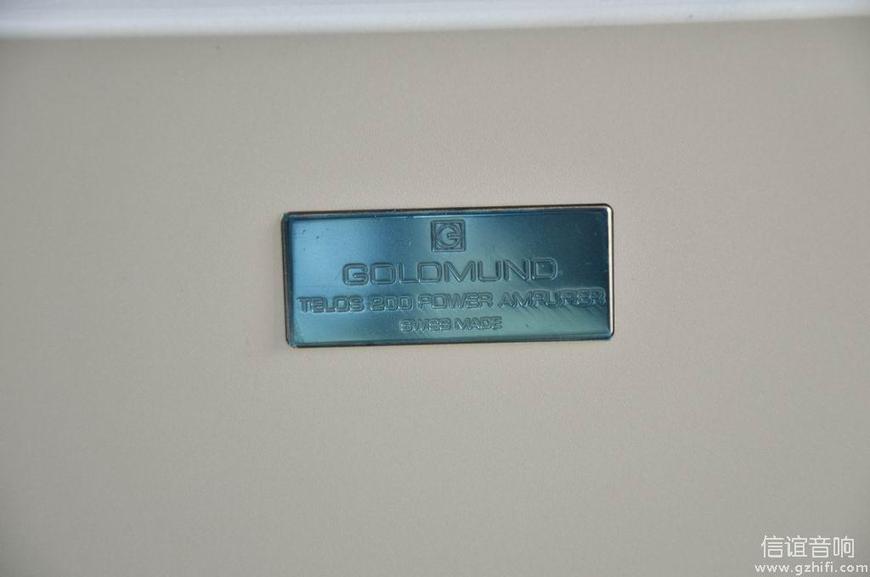 G
GOLDMUND
TELOS 200 POWER AMPLIFIER
SWISS MADE
信谊音响
www.gzhifi.com